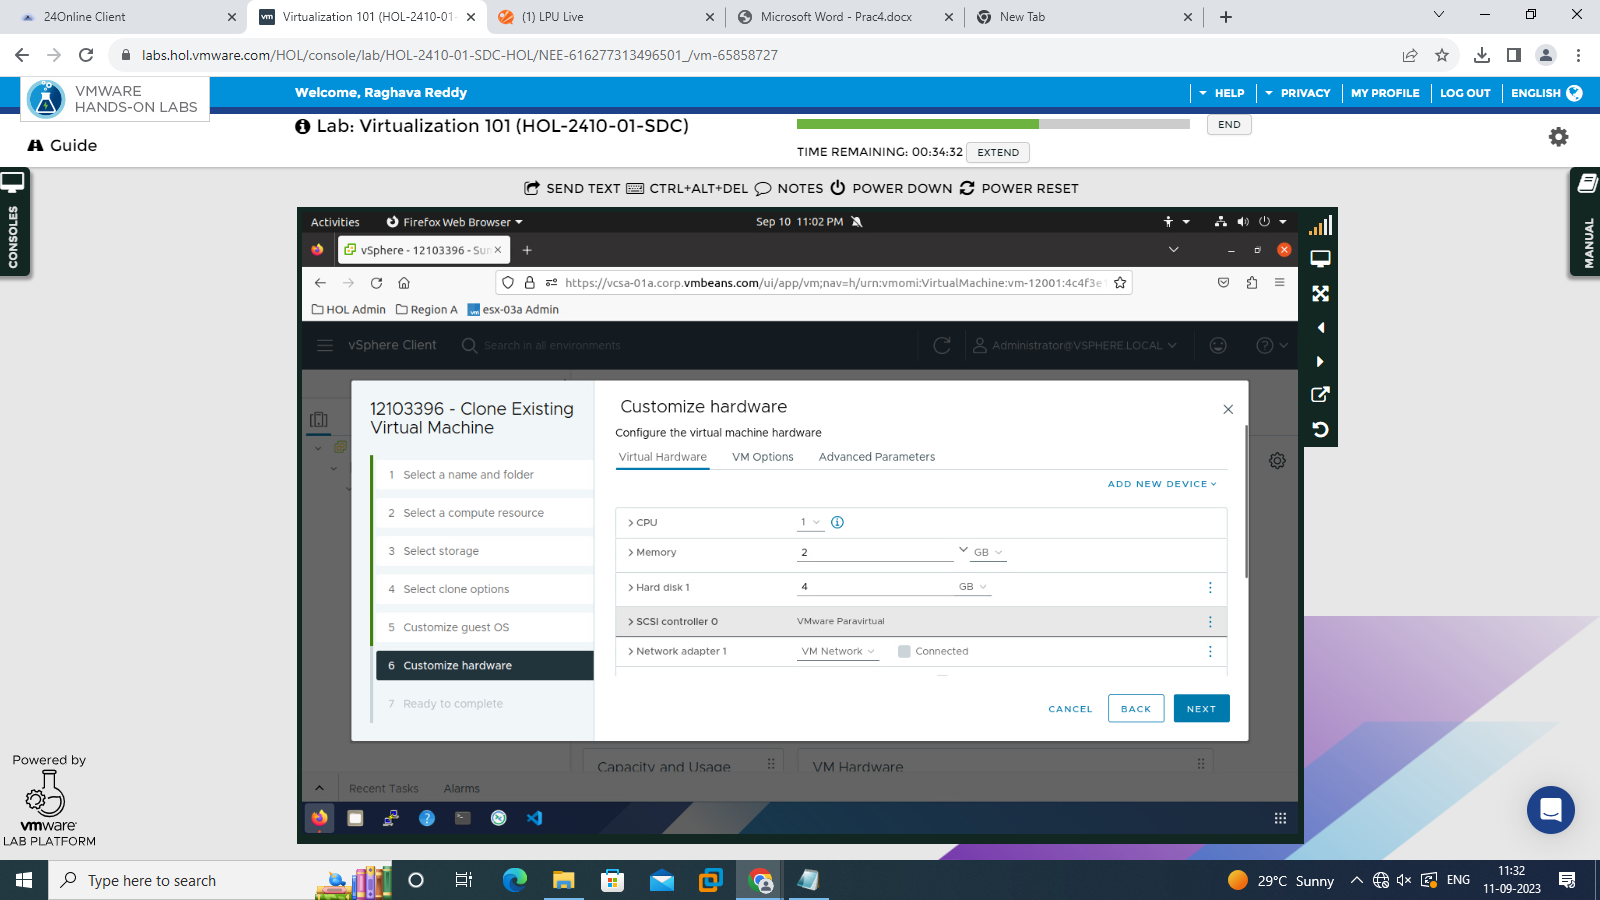 24Online Client
vm Virtualization 101 (HOL-2410-01-
(1) LPU Live
Microsoft Word - Prac4.docx
New Tab
labs.hol.vmware.com/HOL/console/lab/HOL-2410-01-SDC-HOL/NEE-616277313496501_/vm-65858727
VMWARE
HANDS-ON LABS
Welcome, Raghava Reddy
HELP
PRIVACY
MY PROFILE
LOG OUT
ENGLISH
Guide
Lab: Virtualization 101 (HOL-2410-01-SDC)
END
TIME REMAINING: 00:34:32
EXTEND
CONSOLES
MANUAL
SEND TEXT CTRL+ALT+DEL NOTES POWER DOWN POWER RESET
Activities
Firefox Web Browser
Sep 10 11:02 PM
vSphere - 12103396 - Sum
https://vcsa-01a.corp.vmbeans.com/ui/app/vm;nav=h/urn:vmomi:VirtualMachine:vm-12001:4c4f3e
HOL Admin
Region A
vm esx-03a Admin
vSphere Client
Search in all environments
Administrator@VSPHERE.LOCAL
12103396 - Clone Existing
Virtual Machine
1 Select a name and folder
2 Select a compute resource
3 Select storage
4 Select clone options
5 Customize guest OS
6 Customize hardware
7 Ready to complete
Customize hardware
Configure the virtual machine hardware
Virtual Hardware
VM Options
Advanced Parameters
ADD NEW DEVICE
CPU 1
Memory 2 GB
Hard disk 1 4 GB
SCSI controller 0 VMware Paravirtual
Network adapter 1 VM Network Connected
CANCEL
BACK
NEXT
Capacity and Usage
VM Hardware
Recent Tasks
Alarms
Powered by
vmware
LAB PLATFORM
Type here to search
29°C Sunny
ENG
11:32
11-09-2023